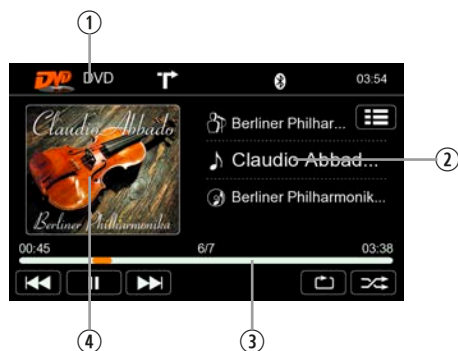 1
DVD DVD 03:54
Claudio Abbado
Berliner Philharmonika
Berliner Philhar...
Claudio Abbad...
Berliner Philharmonik...
2
00:45 6/7 03:38
4 3